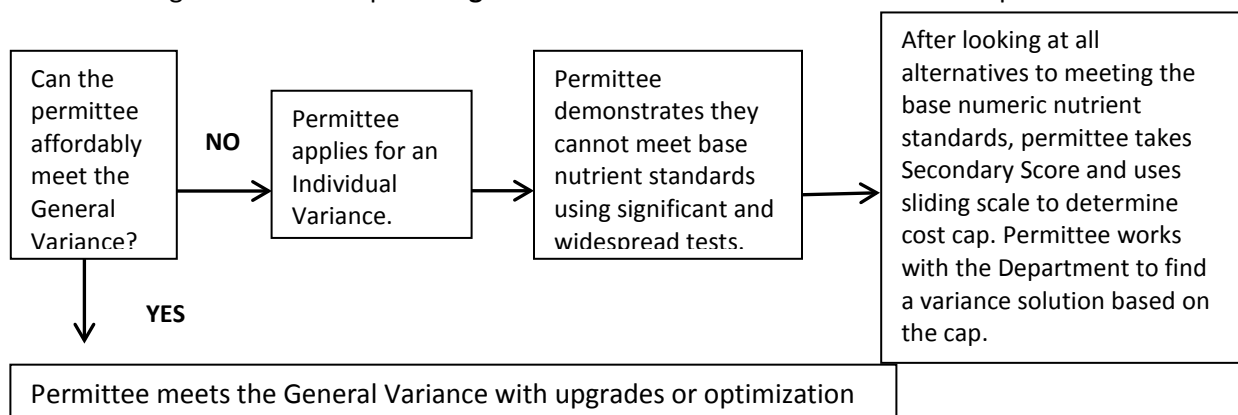 Can the
permittee
affordably
meet the
General
Variance?
NO
YES
Permittee
applies for an
Individual
Variance.
Permittee
demonstrates they
cannot meet base
nutrient standards
using significant and
widespread tests.
After looking at all
alternatives to meeting the
base numeric nutrient
standards, permittee takes
Secondary Score and uses
sliding scale to determine
cost cap. Permittee works
with the Department to find
a variance solution based on
the cap.
Permittee meets the General Variance with upgrades or optimization